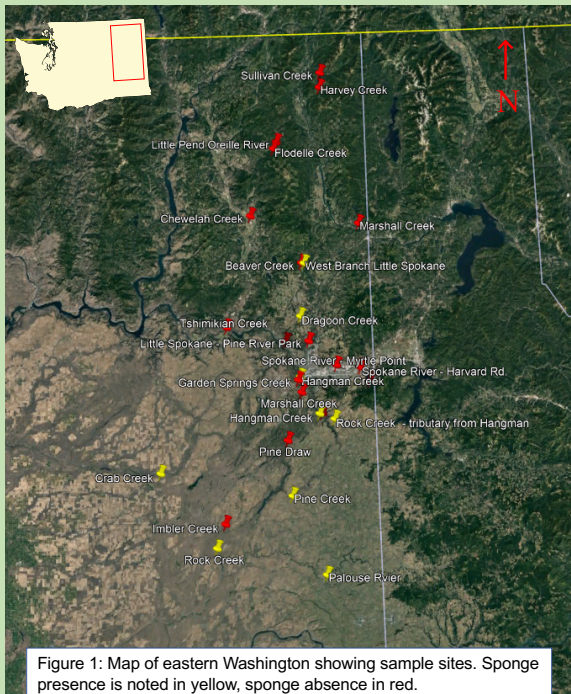 Sullivan Creek
N
Harvey Creek
Little Pend Oreille River
Flodelle Creek
Chewelah Creek
Marshall Creek
Beaver Creek
West Branch Little Spokane
Dragoon Creek
Tshimikian Creek
Little Spokane - Pine River Park
Spokane River - Myrtle Point
Spokane River - Harvard Rd.
Garden Springs Creek
Hangman Creek
Marshall Creek
Hangman Creek
Rock Creek - tributary from Hangman
Pine Draw
Crab Creek
Pine Creek
Imbler Creek
Rock Creek
Palouse Rvier
Figure 1: Map of eastern Washington showing sample sites. Sponge
presence is noted in yellow, sponge absence in red.